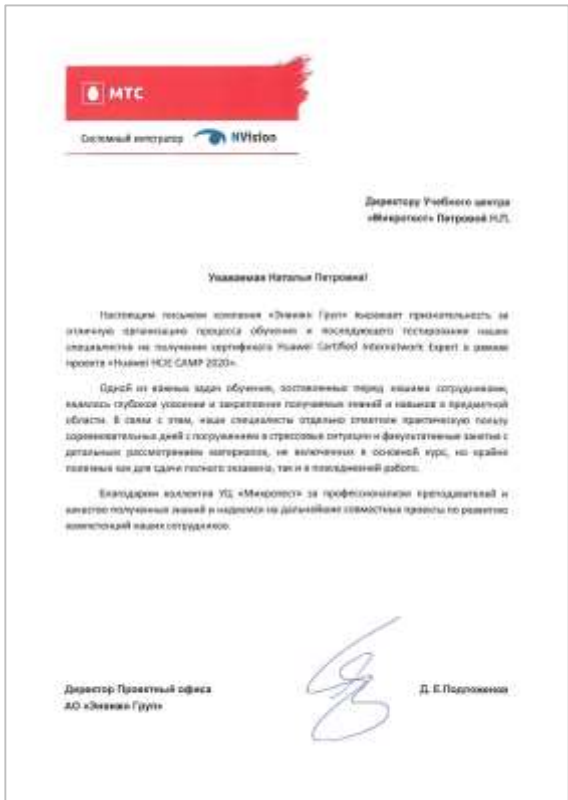 МТС
Системный интегратор NVision
Директору Учебного центра
«Микротест» Петровой Н.П.
Уважаемая Наталья Петровна!
Настоящим письмом компания «Энвижн Груп» выражает признательность за
отличную организацию процесса обучения и последующего тестирования наших
специалистов на получение сертификата Huawei Certified Internetwork Expert в рамках
проекта «Huawei HCIE CAMP 2020».
Одной из важных задач обучения, поставленных перед нашими сотрудниками,
являлось глубокое усвоение и закрепление получаемых знаний и навыков в предметной
области. В связи с этим, наши специалисты отдельно отметили практическую пользу
соревновательных дней с погружением в стрессовые ситуации и факультативные занятия с
детальным рассмотрением материалов, не включенных в основной курс, но крайне
полезных как для сдачи полного экзамена, так и в повседневной работе.
Благодарим коллектив УЦ «Микротест» за профессионализм преподавателей и
качество полученных знаний и надеемся на дальнейшие совместные проекты по развитию
компетенций наших сотрудников.
Директор Проектный офиса
Д. Е.Подложенов
АО «Энвижн Груп»